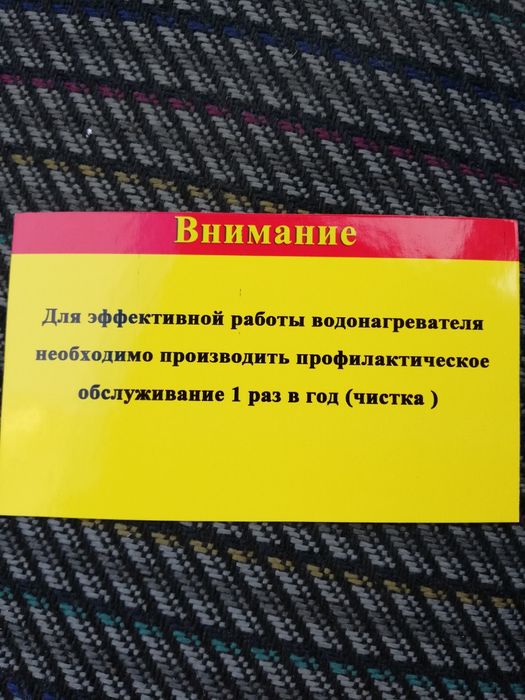 Внимание
Для эффективной работы водонагревателя
необходимо производить профилактическое
обслуживание 1 раз в год (чистка )